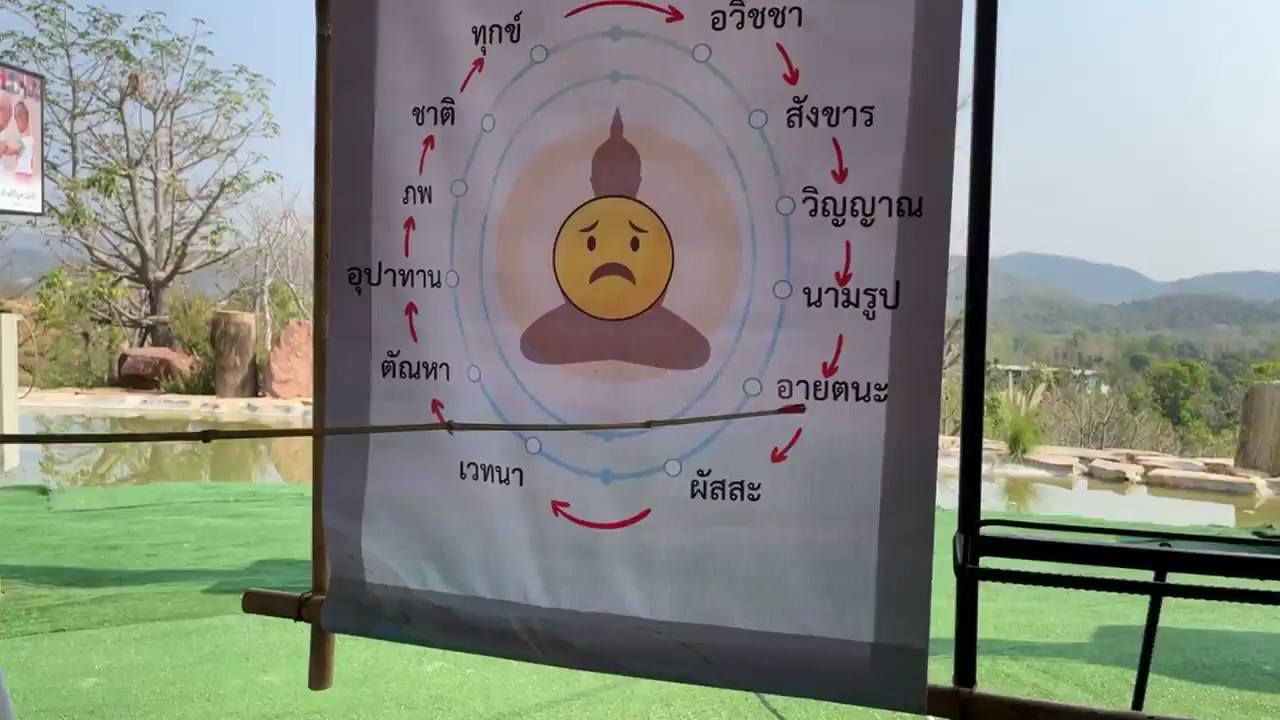 อวิชชา
สังขาร
วิญญาณ
นามรูป
อายตนะ
ผัสสะ
เวทนา
ตัณหา
อุปาทาน
ภพ
ชาติ
ทุกข์